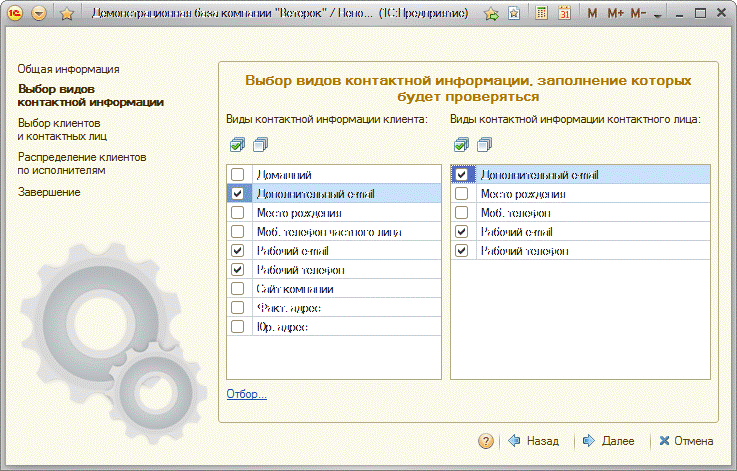 Демонстрационная база компании "Ветерок" / Непо... (1С:Предприятие)
31
M M+ M-
Общая информация
Выбор видов
контактной информации
Выбор клиентов
и контактных лиц
Распределение клиентов
по исполнителям
Завершение
Выбор видов контактной информации, заполнение которых
будет проверяться
Виды контактной информации клиента:
Домашний
Дополнительный e-mail
Место рождения
Моб. телефон частного лица
Рабочий e-mail
Рабочий телефон
Сайт компании
Факт. адрес
Юр. адрес
Отбор...
Виды контактной информации контактного лица:
Дополнительный e-mail
Место рождения
Моб. телефон
Рабочий e-mail
Рабочий телефон
? Назад Далее Отмена